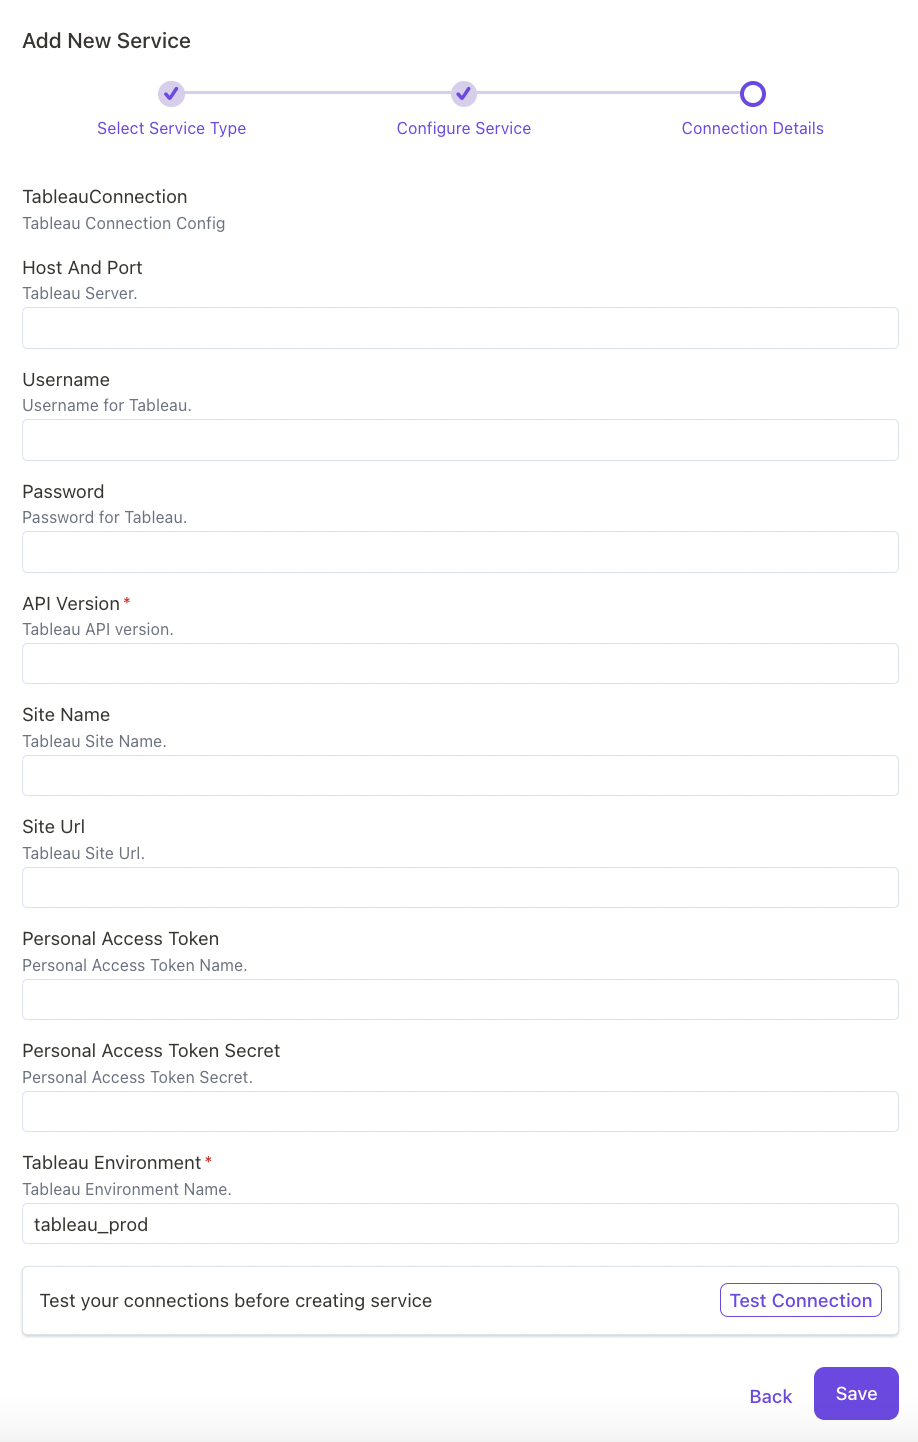 Add New Service
Select Service Type
Configure Service
Connection Details
TableauConnection
Tableau Connection Config
Host And Port
Tableau Server.
Username
Username for Tableau.
Password
Password for Tableau.
API Version*
Tableau API version.
Site Name
Tableau Site Name.
Site Url
Tableau Site Url.
Personal Access Token
Personal Access Token Name.
Personal Access Token Secret
Personal Access Token Secret.
Tableau Environment*
Tableau Environment Name.
tableau_prod
Test your connections before creating service
Test Connection
Back
Save